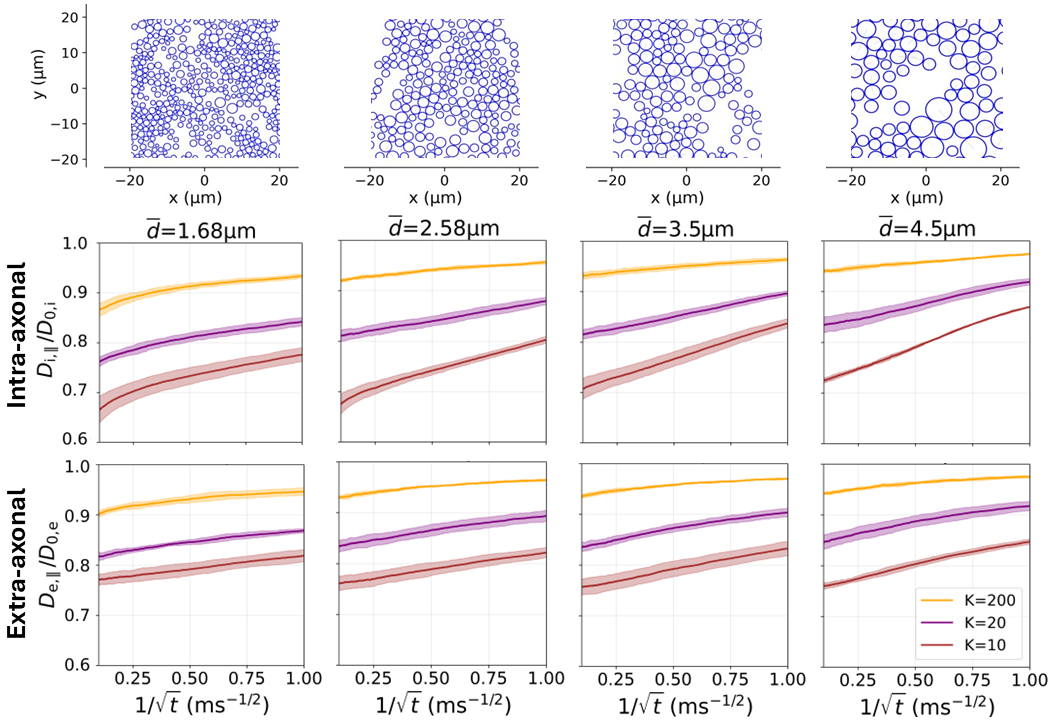 20
10
0
−10
−20
y (μm)
−20 0 20
x (μm)
−20 0 20
x (μm)
−20 0 20
x (μm)
−20 0 20
x (μm)
d̅=1.68μm
d̅=2.58μm
d̅=3.5μm
d̅=4.5μm
Intra-axonal
D_{i,∥}/D_{0,i}
1.0
0.9
0.8
0.7
0.6
Extra-axonal
D_{e,∥}/D_{0,e}
1.0
0.9
0.8
0.7
0.6
K=200
K=20
K=10
0.25 0.50 0.75 1.00
1/√t (ms^{−1/2})
0.25 0.50 0.75 1.00
1/√t (ms^{−1/2})
0.25 0.50 0.75 1.00
1/√t (ms^{−1/2})
0.25 0.50 0.75 1.00
1/√t (ms^{−1/2})